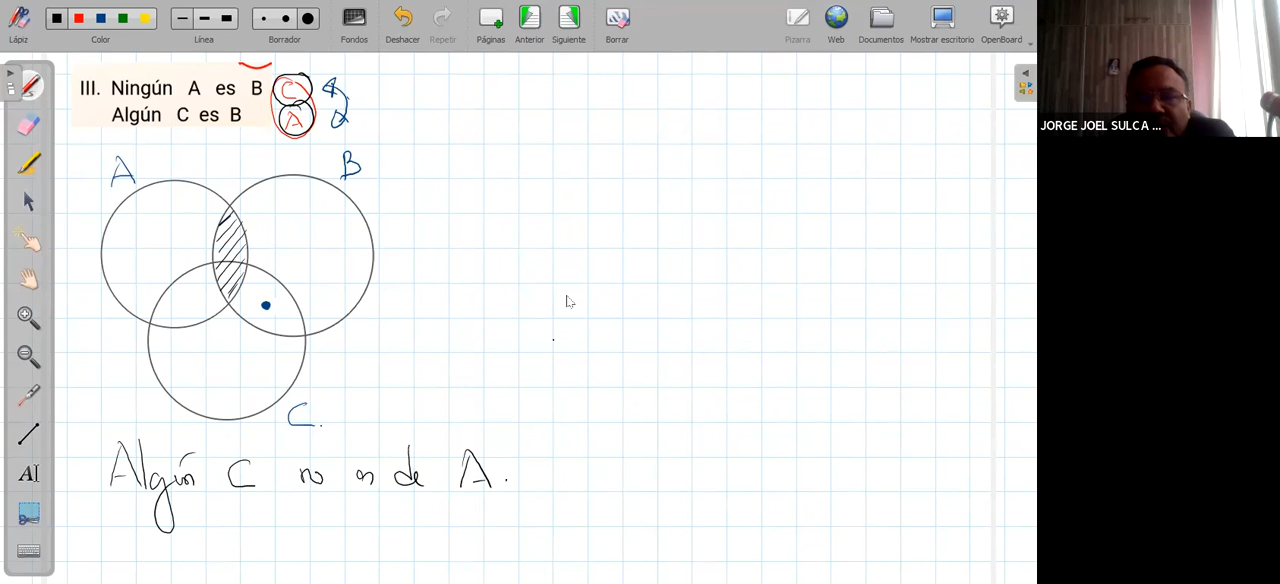 Lápiz
Color
Línea
Borrador
Fondos
Deshacer
Repetir
Páginas
Anterior
Siguiente
Borrar
Pizarra
Web
Documentos
Mostrar escritorio
OpenBoard
III. Ningún A es B C
Algún C es B A
JORGE JOEL SULCA ...
A
B
C.
Algún C no es de A.